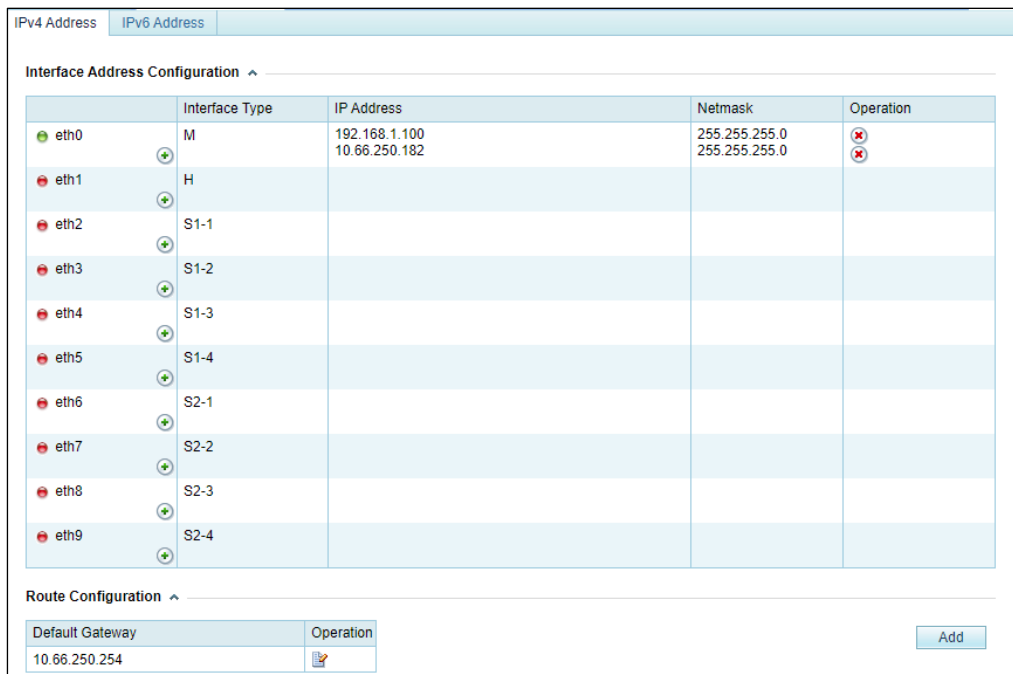 IPv4 Address IPv6 Address
Interface Address Configuration
Interface Type IP Address Netmask Operation
eth0 M 192.168.1.100 255.255.255.0
10.66.250.182 255.255.255.0
eth1 H
eth2 S1-1
eth3 S1-2
eth4 S1-3
eth5 S1-4
eth6 S2-1
eth7 S2-2
eth8 S2-3
eth9 S2-4
Route Configuration
Default Gateway Operation
Add
10.66.250.254